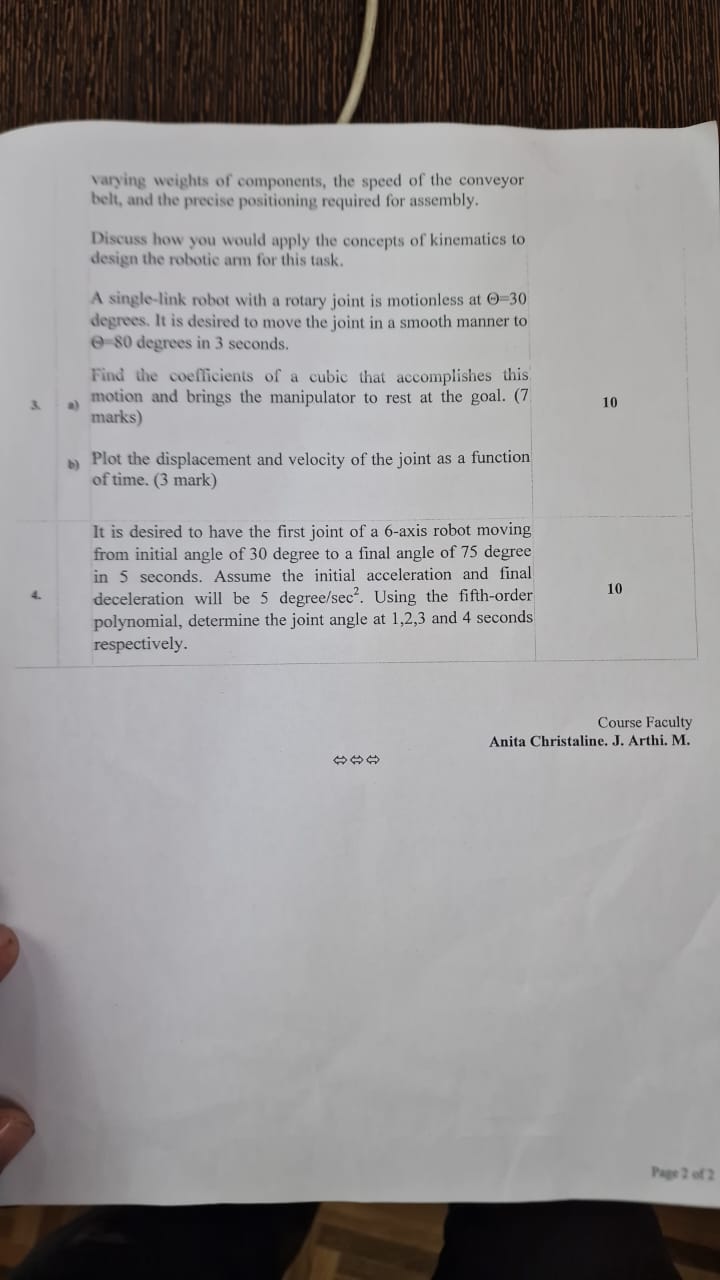 varying weights of components, the speed of the conveyor
belt, and the precise positioning required for assembly.
Discuss how you would apply the concepts of kinematics to
design the robotic arm for this task.
A single-link robot with a rotary joint is motionless at Θ=30
degrees. It is desired to move the joint in a smooth manner to
Θ=80 degrees in 3 seconds.
Find the coefficients of a cubic that accomplishes this
3. a) motion and brings the manipulator to rest at the goal. (7 10
marks)
b) Plot the displacement and velocity of the joint as a function
of time. (3 mark)
It is desired to have the first joint of a 6-axis robot moving
from initial angle of 30 degree to a final angle of 75 degree
in 5 seconds. Assume the initial acceleration and final
4. deceleration will be 5 degree/sec². Using the fifth-order 10
polynomial, determine the joint angle at 1,2,3 and 4 seconds
respectively.
Course Faculty
Anita Christaline. J. Arthi. M.
⇔⇔⇔
Page 2 of 2